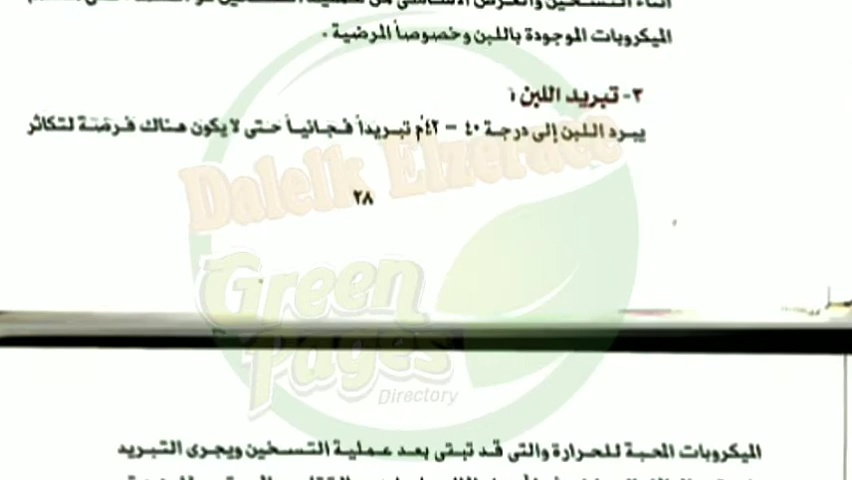 الميكروبات الموجودة باللبن وخصوصاً المرضية .
٣- تبريد اللبن :
يبرد اللبن إلى درجة ٤٠ – ٤٢°م تبريداً فجائياً حتى لا يكون هناك فرصة لتكاثر
Dalelk Elzeraee
٢٨
Green
Pages
Directory
الميكروبات المحبة للحرارة والتى قد تبقى بعد عملية التسخين ويجرى التبريد